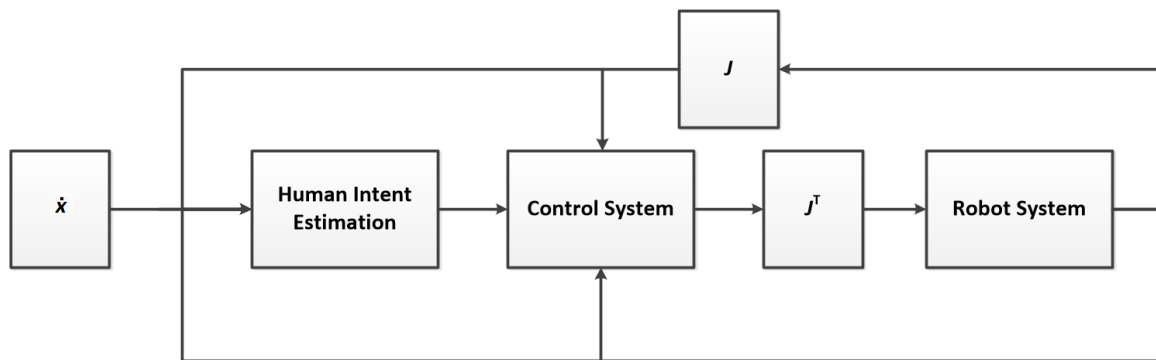 J
ẋ
Human Intent
Estimation
Control System
Jᵀ
Robot System